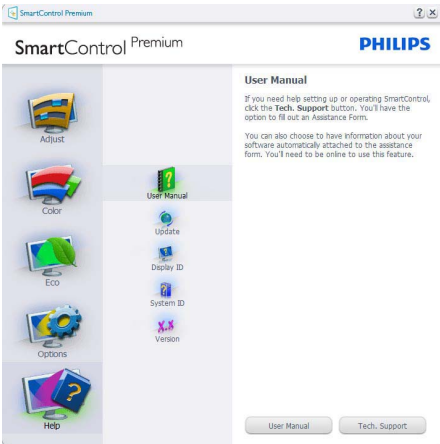 SmartControl Premium
SmartControl Premium
PHILIPS
Adjust
Color
Eco
Options
Help
User Manual
Update
Display ID
System ID
X.X
Version
User Manual
If you need help setting up or operating SmartControl,
click the Tech. Support button. You'll have the
option to fill out an Assistance Form.
You can also choose to have information about your
software automatically attached to the assistance
form. You'll need to be online to use this feature.
User Manual
Tech. Support